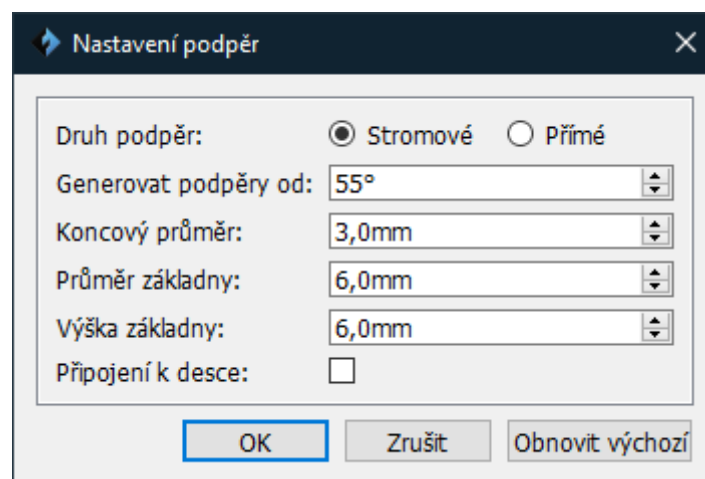 Nastavení podpěr
Druh podpěr: Stromové Přímé
Generovat podpěry od: 55°
Koncový průměr: 3,0mm
Průměr základny: 6,0mm
Výška základny: 6,0mm
Připojení k desce:
OK Zrušit Obnovit výchozí